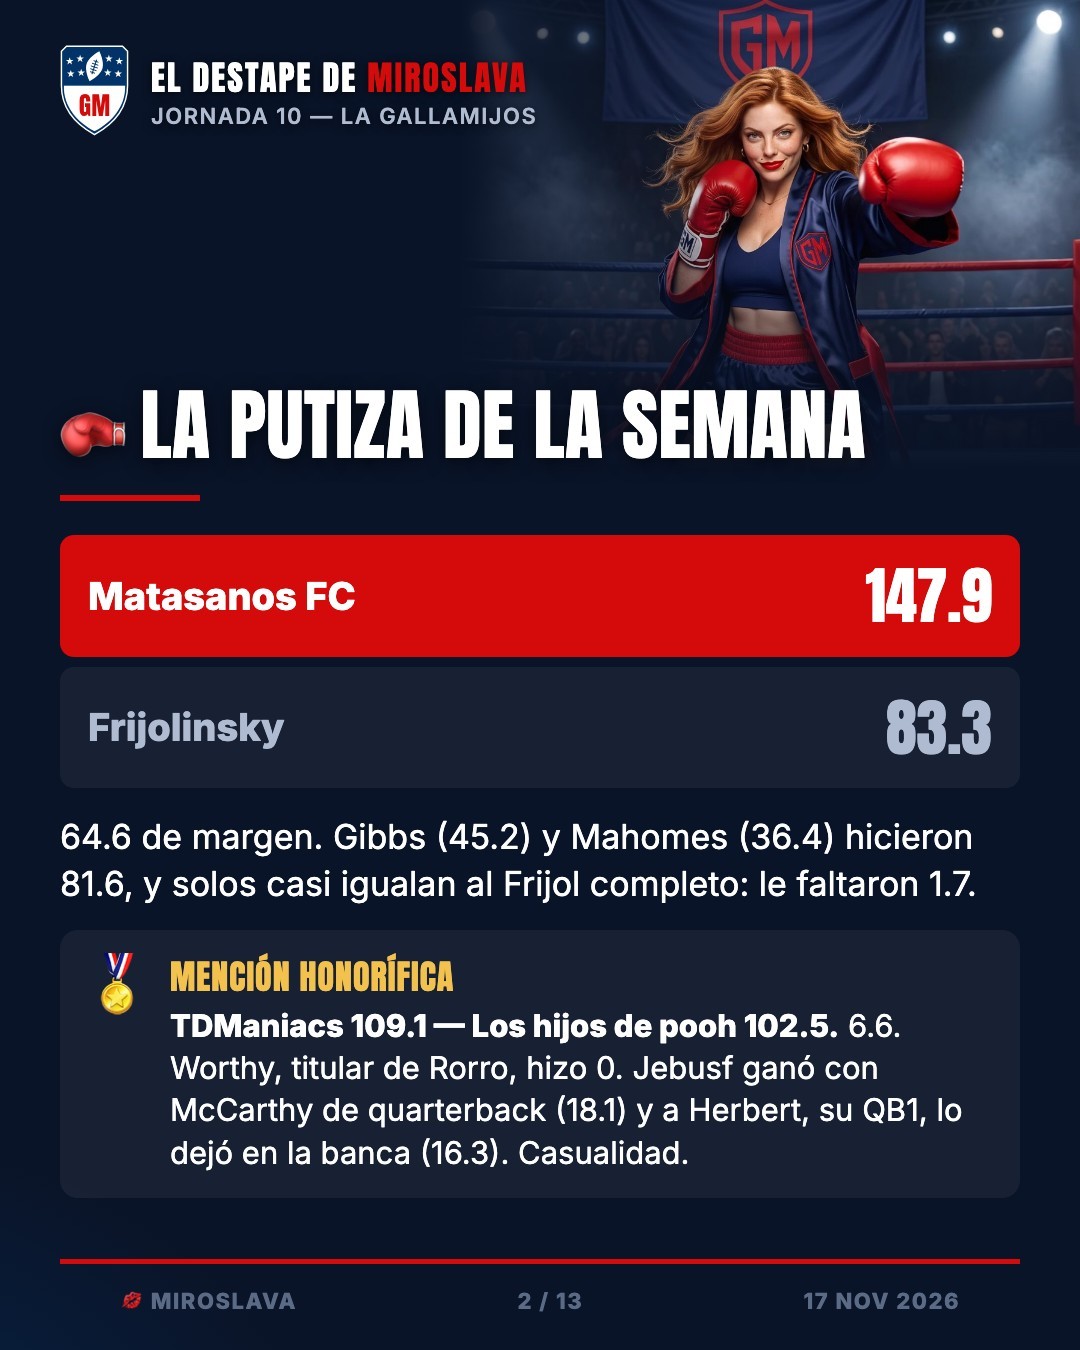 GM
GM
EL DESTAPE DE MIROSLAVA
JORNADA 10 — LA GALLAMIJOS
GM
GM
LA PUTIZA DE LA SEMANA
Matasanos FC 147.9
Frijolinsky 83.3
64.6 de margen. Gibbs (45.2) y Mahomes (36.4) hicieron
81.6, y solos casi igualan al Frijol completo: le faltaron 1.7.
MENCIÓN HONORÍFICA
TDManiacs 109.1 — Los hijos de pooh 102.5. 6.6.
Worthy, titular de Rorro, hizo 0. Jebusf ganó con
McCarthy de quarterback (18.1) y a Herbert, su QB1, lo
dejó en la banca (16.3). Casualidad.
MIROSLAVA 2 / 13 17 NOV 2026